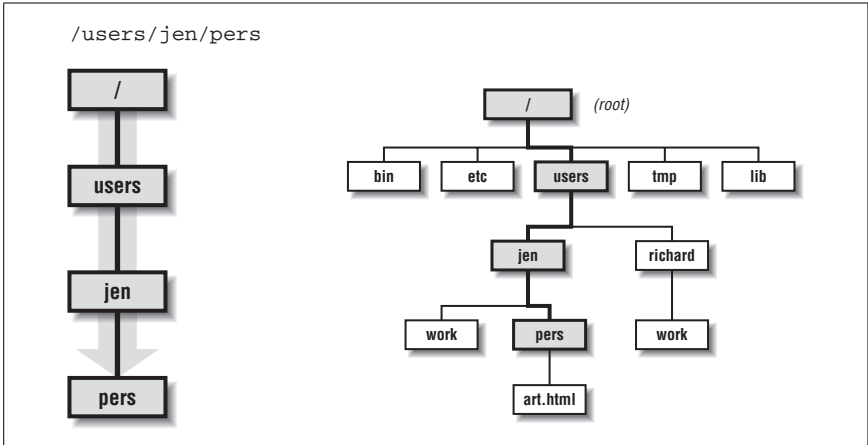 /users/jen/pers
/
users
jen
pers
/ (root)
bin etc users tmp lib
jen richard
work pers work
art.html